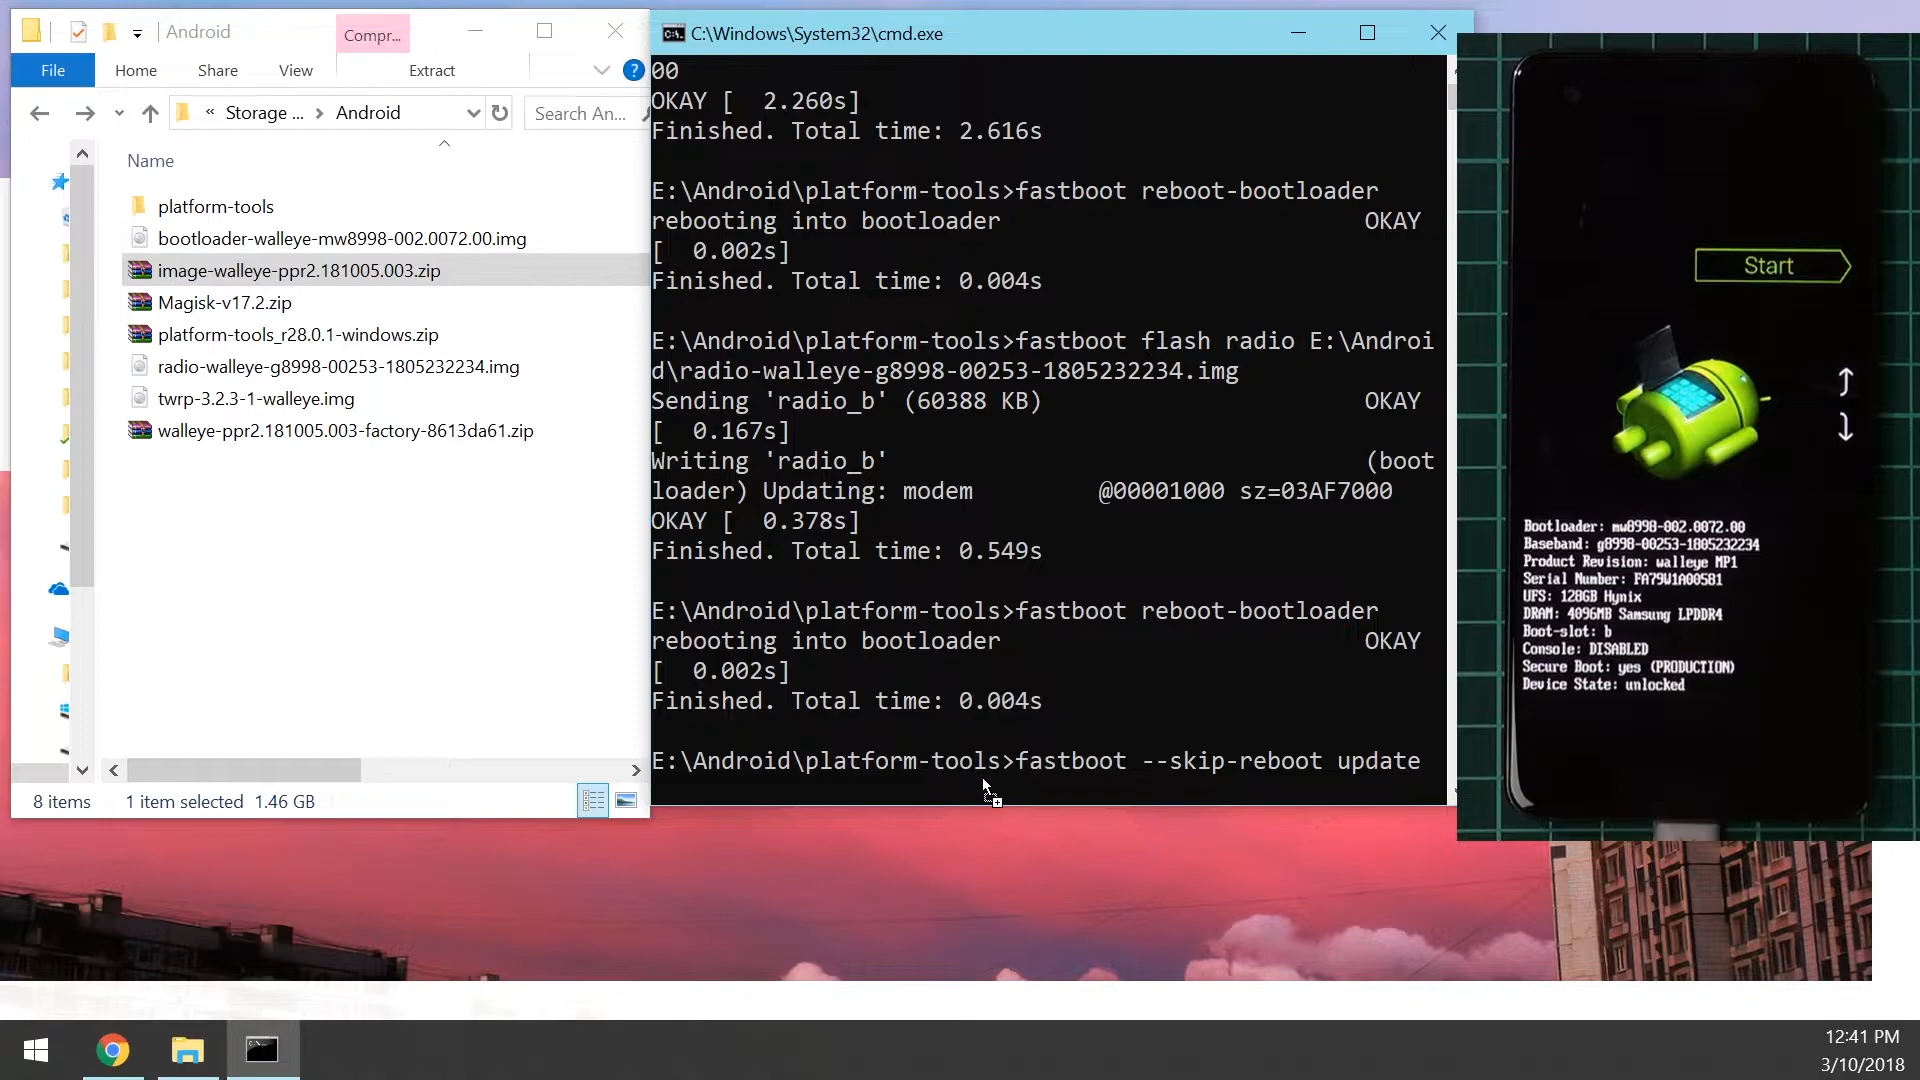 Android
Compr...
File
Home
Share
View
Extract
?
« Storage ... > Android
Search An...
Name
platform-tools
bootloader-walleye-mw8998-002.0072.00.img
image-walleye-ppr2.181005.003.zip
Magisk-v17.2.zip
platform-tools_r28.0.1-windows.zip
radio-walleye-g8998-00253-1805232234.img
twrp-3.2.3-1-walleye.img
walleye-ppr2.181005.003-factory-8613da61.zip
8 items
1 item selected 1.46 GB
C:\Windows\System32\cmd.exe
00
OKAY [  2.260s]
Finished. Total time: 2.616s
E:\Android\platform-tools>fastboot reboot-bootloader
rebooting into bootloader                          OKAY
[  0.002s]
Finished. Total time: 0.004s
E:\Android\platform-tools>fastboot flash radio E:\Androi
d\radio-walleye-g8998-00253-1805232234.img
Sending 'radio_b' (60388 KB)                       OKAY
[  0.167s]
Writing 'radio_b'                                  (boot
loader) Updating: modem         @00001000 sz=03AF7000
OKAY [  0.378s]
Finished. Total time: 0.549s
E:\Android\platform-tools>fastboot reboot-bootloader
rebooting into bootloader                          OKAY
[  0.002s]
Finished. Total time: 0.004s
E:\Android\platform-tools>fastboot --skip-reboot update
Start
Bootloader: mw8998-002.0072.00
Baseband: g8998-00253-1805232234
Product Revision: walleye MP1
Serial Number: FA79W1A00581
UFS: 128GB Hynix
DRAM: 4096MB Samsung LPDDR4
Boot-slot: b
Console: DISABLED
Secure Boot: yes (PRODUCTION)
Device State: unlocked
12:41 PM
3/10/2018